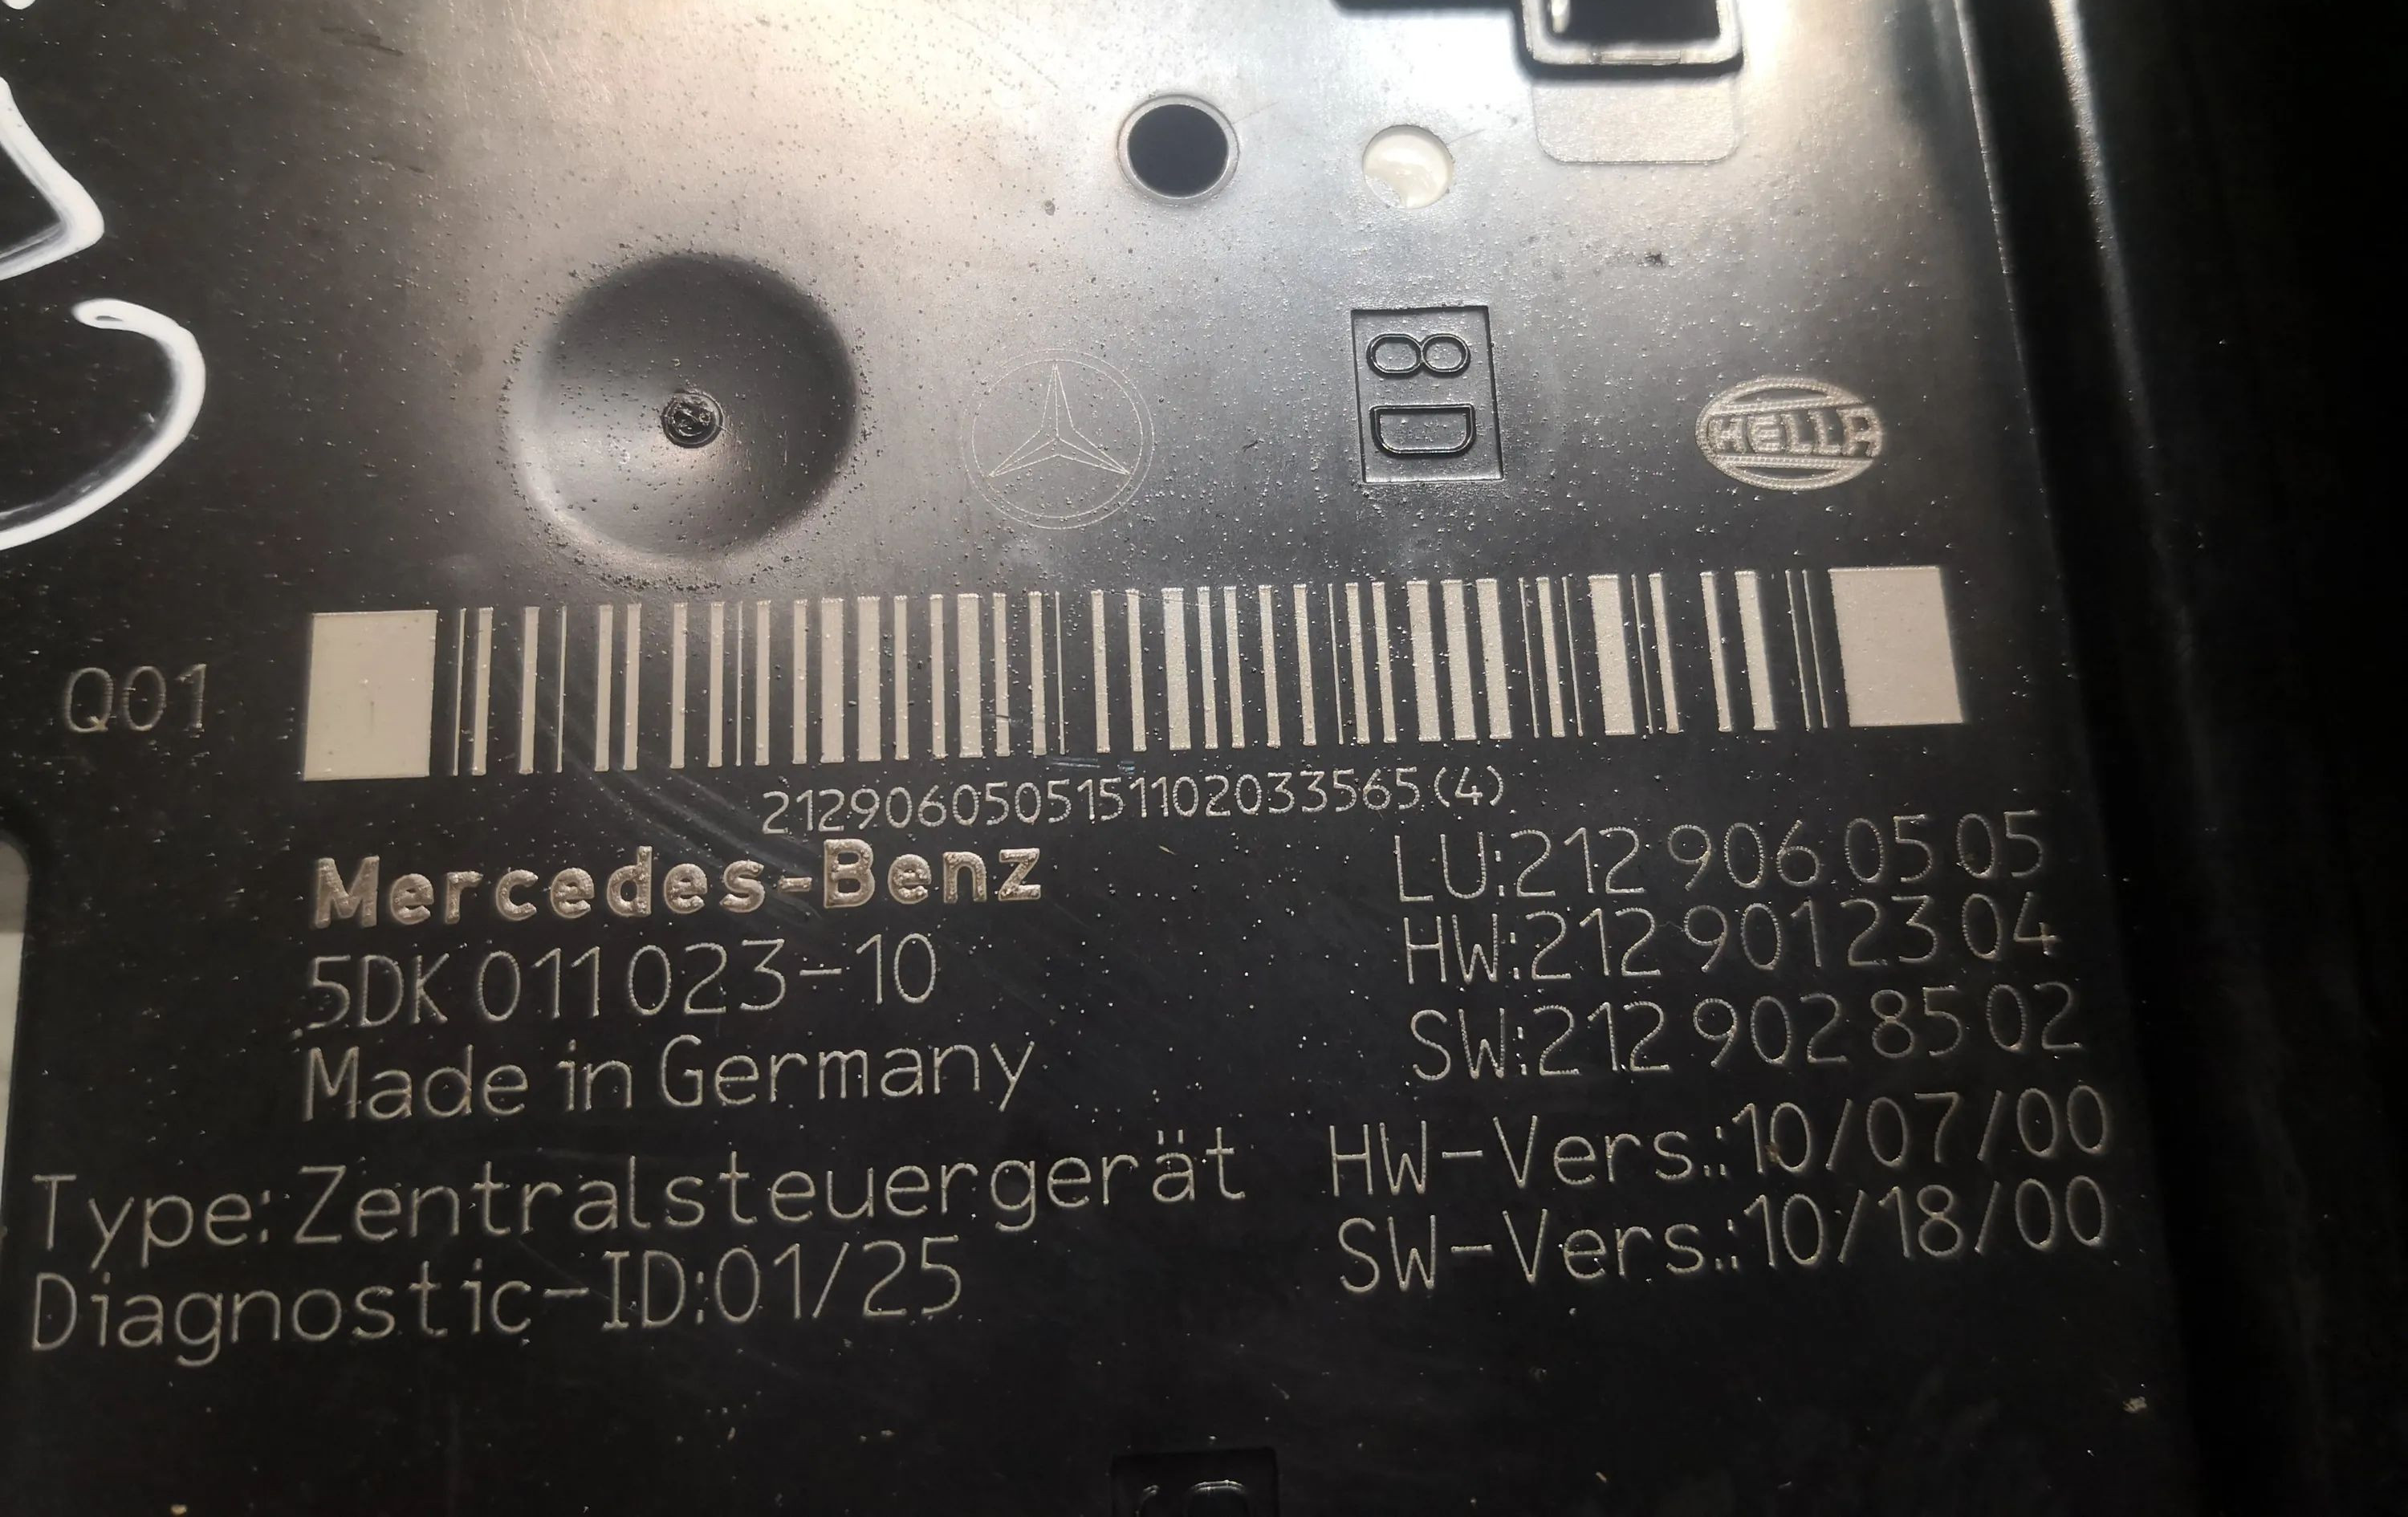 8
D
HELLA
Q01
2129060505151102033565(4)
Mercedes-Benz
5DK 011 023-10
Made in Germany
LU:212 906 05 05
HW:212 901 23 04
SW:212 902 85 02
Type: Zentralsteuergerät
Diagnostic-ID:01/25
HW-Vers.:10/07/00
SW-Vers.:10/18/00